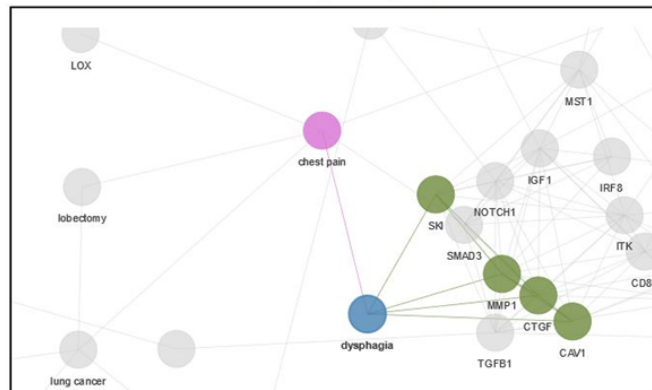 LOX
MST1
chest pain
IGF1
IRF8
lobectomy
NOTCH1
SKI
ITK
SMAD3
CD8
MMP1
CTGF
dysphagia
CAV1
TGFB1
lung cancer